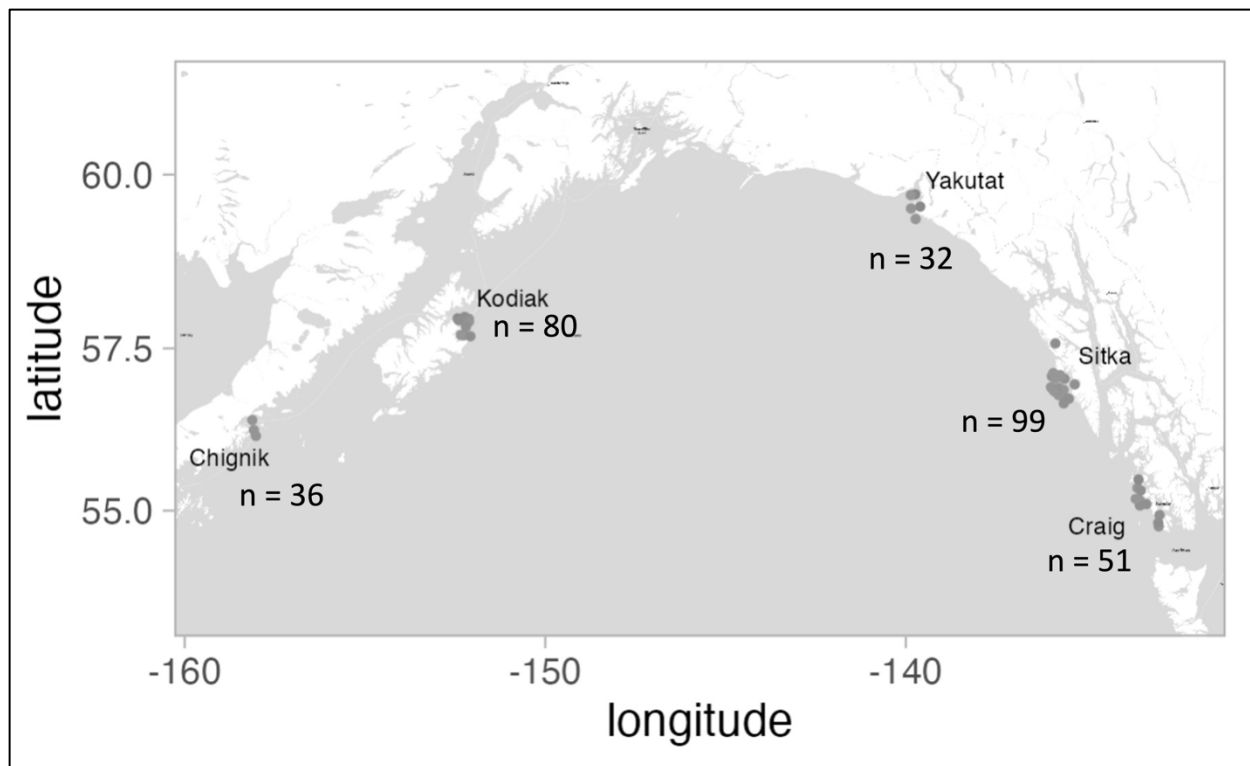 latitude
60.0
57.5
55.0
Yakutat
n = 32
Kodiak
n = 80
Sitka
n = 99
Chignik
n = 36
Craig
n = 51
-160
-150
-140
longitude